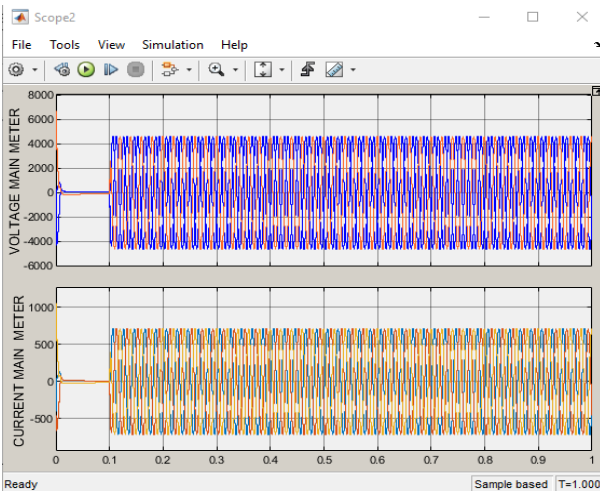 Scope2
File Tools View Simulation Help
VOLTAGE MAIN METER
8000
6000
4000
2000
0
-2000
-4000
-6000
CURRENT MAIN METER
1000
500
0
-500
0 0.1 0.2 0.3 0.4 0.5 0.6 0.7 0.8 0.9 1
Ready Sample based T=1.000